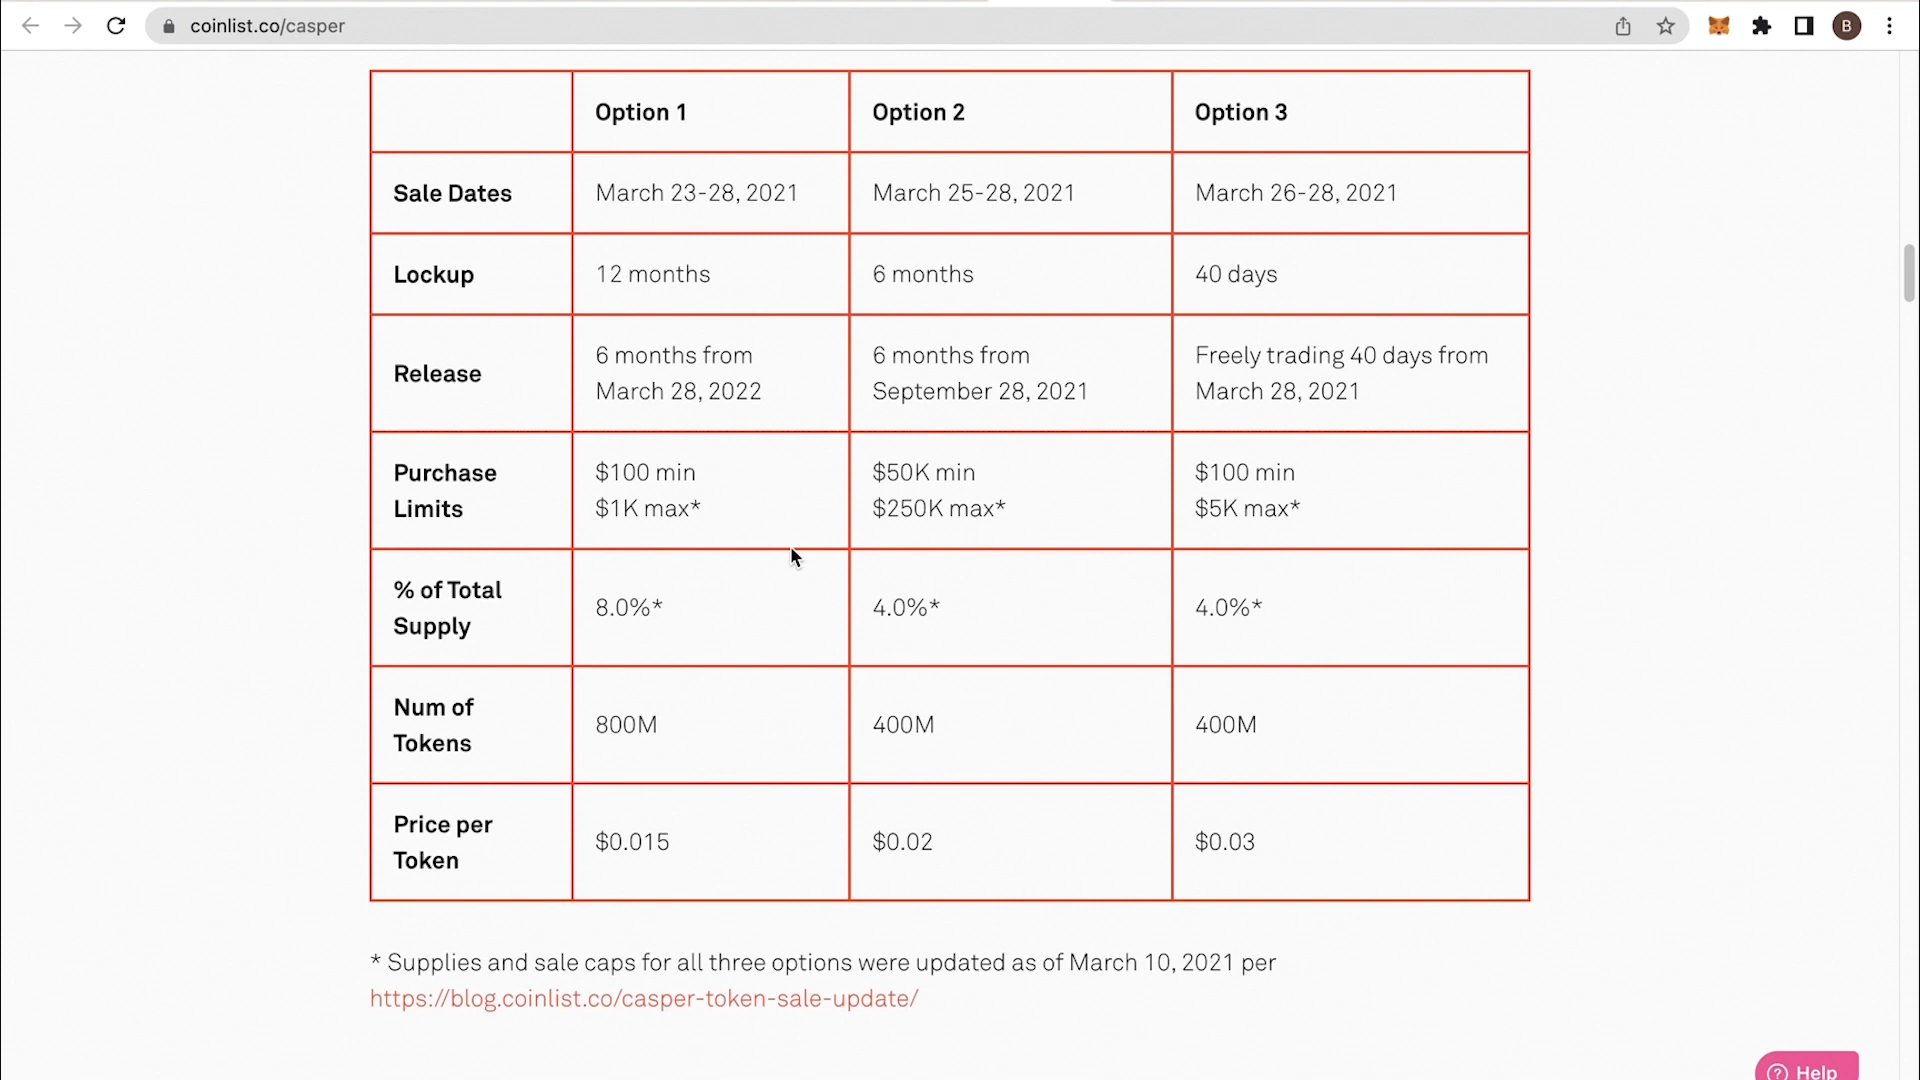 coinlist.co/casper
B
Option 1
Option 2
Option 3
Sale Dates
March 23-28, 2021
March 25-28, 2021
March 26-28, 2021
Lockup
12 months
6 months
40 days
Release
6 months from
March 28, 2022
6 months from
September 28, 2021
Freely trading 40 days from
March 28, 2021
Purchase
Limits
$100 min
$1K max*
$50K min
$250K max*
$100 min
$5K max*
% of Total
Supply
8.0%*
4.0%*
4.0%*
Num of
Tokens
800M
400M
400M
Price per
Token
$0.015
$0.02
$0.03
* Supplies and sale caps for all three options were updated as of March 10, 2021 per
https://blog.coinlist.co/casper-token-sale-update/
? Help